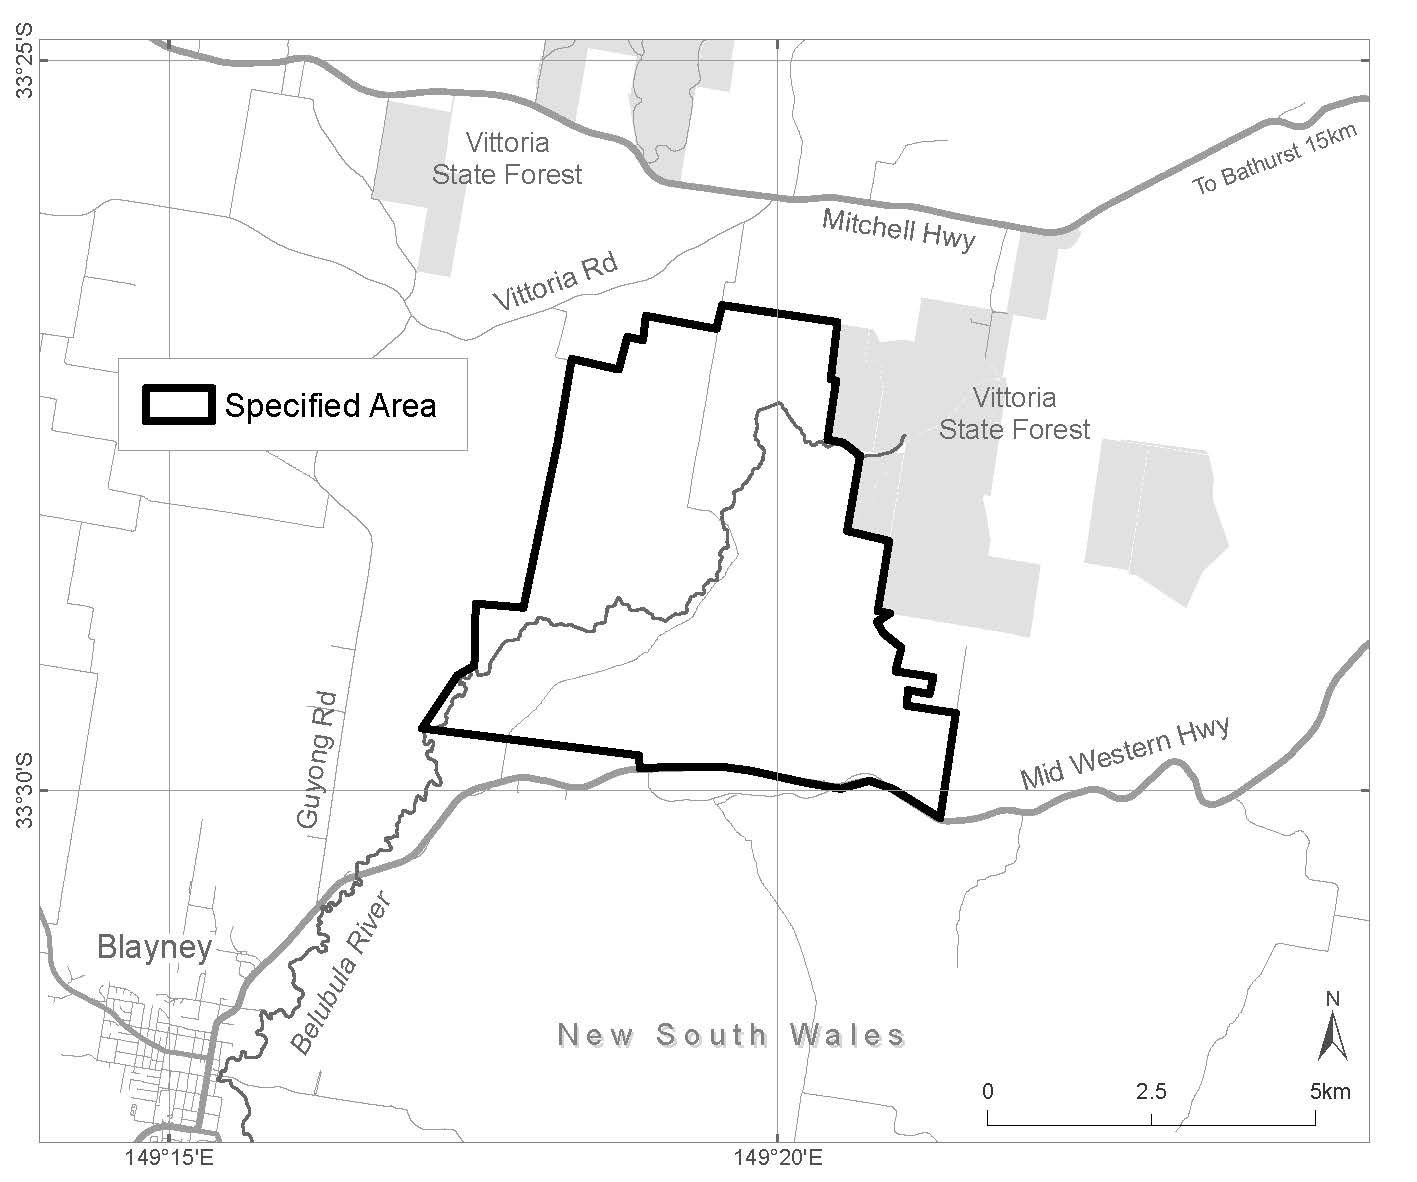 33°25'S
Vittoria
State Forest
To Bathurst 15km
Mitchell Hwy
Vittoria Rd
Specified Area
Vittoria
State Forest
Guyong Rd
Mid Western Hwy
33°30'S
Belubula River
Blayney
New South Wales
N
0 2.5 5km
149°15'E 149°20'E